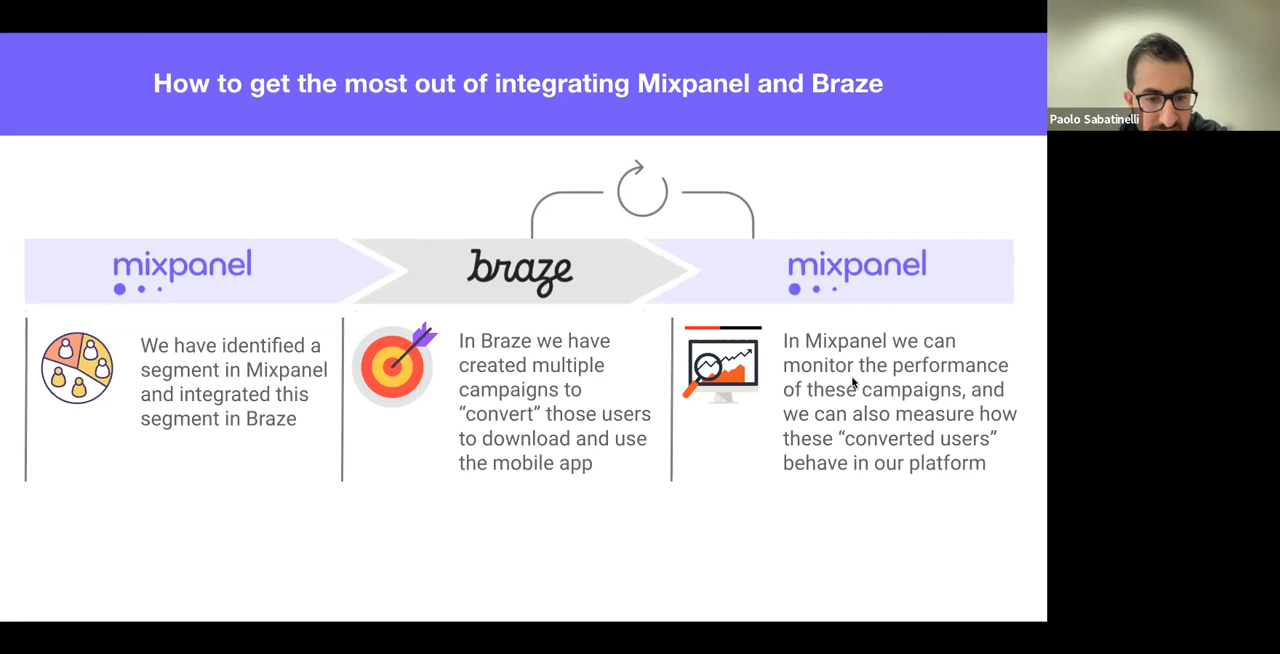 How to get the most out of integrating Mixpanel and Braze
Paolo Sabatinelli
mixpanel
braze
mixpanel
We have identified a
segment in Mixpanel
and integrated this
segment in Braze
In Braze we have
created multiple
campaigns to
“convert” those users
to download and use
the mobile app
In Mixpanel we can
monitor the performance
of these campaigns, and
we can also measure how
these “converted users”
behave in our platform